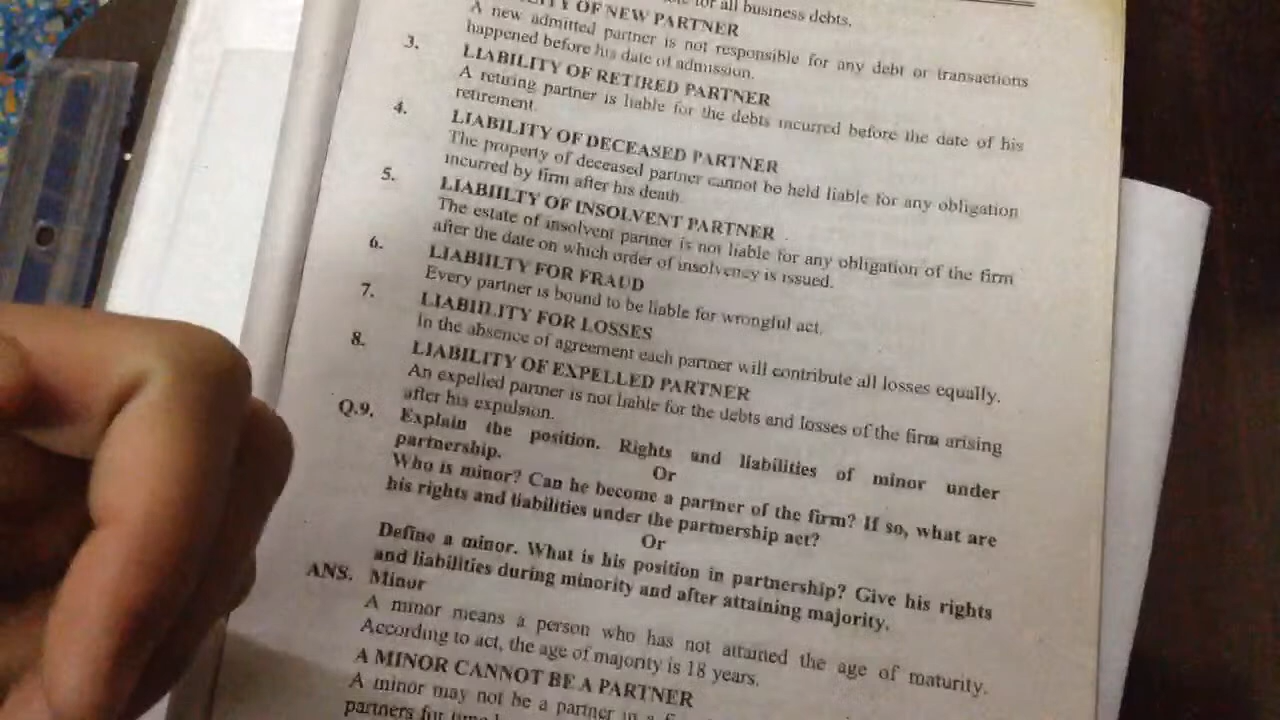 for all business debts.
OF NEW PARTNER
A new admitted partner is not responsible for any debt or transactions
happened before his date of admission.
3. LIABILITY OF RETIRED PARTNER
A retiring partner is liable for the debts incurred before the date of his
retirement.
4. LIABILITY OF DECEASED PARTNER
The property of deceased partner cannot be held liable for any obligation
incurred by firm after his death.
5. LIABIILTY OF INSOLVENT PARTNER
The estate of insolvent partner is not liable for any obligation of the firm
after the date on which order of insolvency is issued.
6. LIABIILTY FOR FRAUD
Every partner is bound to be liable for wrongful act.
7. LIABIILTY FOR LOSSES
In the absence of agreement each partner will contribute all losses equally.
8. LIABILITY OF EXPELLED PARTNER
An expelled partner is not liable for the debts and losses of the firm arising
after his expulsion.
Q.9. Explain the position. Rights and liabilities of minor under
partnership.
Or
Who is minor? Can he become a partner of the firm? If so, what are
his rights and liabilities under the partnership act?
Or
Define a minor. What is his position in partnership? Give his rights
and liabilities during minority and after attaining majority.
ANS. Minor
A minor means a person who has not attained the age of maturity.
According to act, the age of majority is 18 years.
A MINOR CANNOT BE A PARTNER
A minor may not be a partner in a
partners for